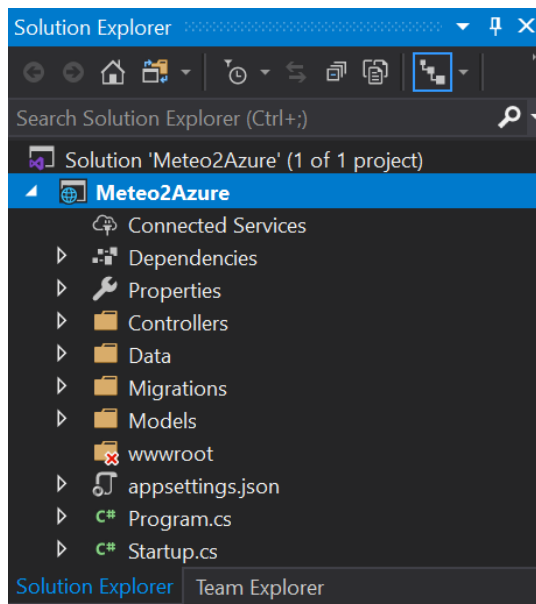 Solution Explorer
Search Solution Explorer (Ctrl+;)
Solution 'Meteo2Azure' (1 of 1 project)
Meteo2Azure
Connected Services
Dependencies
Properties
Controllers
Data
Migrations
Models
wwwroot
appsettings.json
C# Program.cs
C# Startup.cs
Solution Explorer Team Explorer